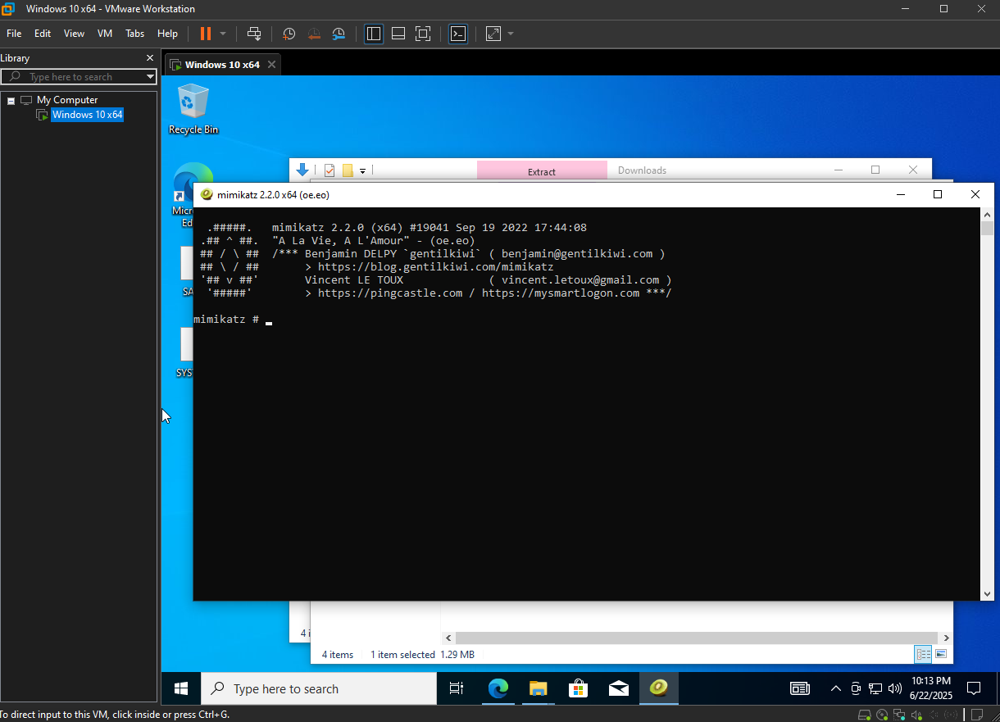 Windows 10 x64 - VMware Workstation
File Edit View VM Tabs Help
Library
Type here to search
My Computer
Windows 10 x64
Windows 10 x64
Recycle Bin
Extract Downloads
mimikatz 2.2.0 x64 (oe.eo)
.#####. mimikatz 2.2.0 (x64) #19041 Sep 19 2022 17:44:08
.## ^ ##. "A La Vie, A L'Amour" - (oe.eo)
## / \ ## /*** Benjamin DELPY `gentilkiwi` ( benjamin@gentilkiwi.com )
## \ / ## > https://blog.gentilkiwi.com/mimikatz
'## v ##' Vincent LE TOUX ( vincent.letoux@gmail.com )
'#####' > https://pingcastle.com / https://mysmartlogon.com ***/
mimikatz #
Micr
Ed
SA
SYS
4 i
4 items 1 item selected 1.29 MB
Type here to search
10:13 PM
6/22/2025
To direct input to this VM, click inside or press Ctrl+G.